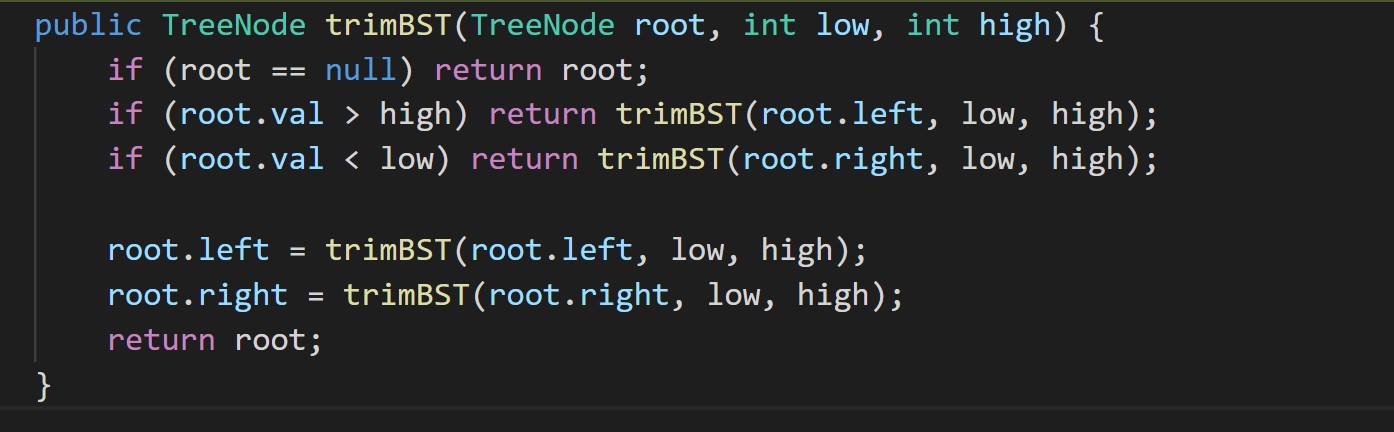 public TreeNode trimBST(TreeNode root, int low, int high) {
    if (root == null) return root;
    if (root.val > high) return trimBST(root.left, low, high);
    if (root.val < low) return trimBST(root.right, low, high);

    root.left = trimBST(root.left, low, high);
    root.right = trimBST(root.right, low, high);
    return root;
}